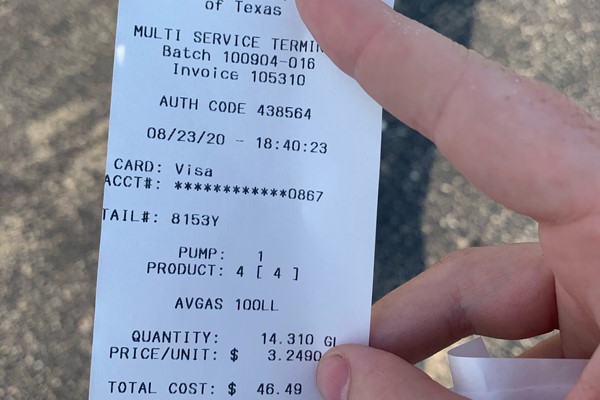 of Texas
MULTI SERVICE
Batch 100904-016
Invoice 105310
AUTH CODE 438564
08/23/20 - 18:40:23
CARD: Visa
ACCT#: ************0867
TAIL#: 8153Y
PUMP: 1
PRODUCT: 4 [ 4 ]
AVGAS 100LL
QUANTITY: 14.310
PRICE/UNIT: $ 3.2490
TOTAL COST: $ 46.49